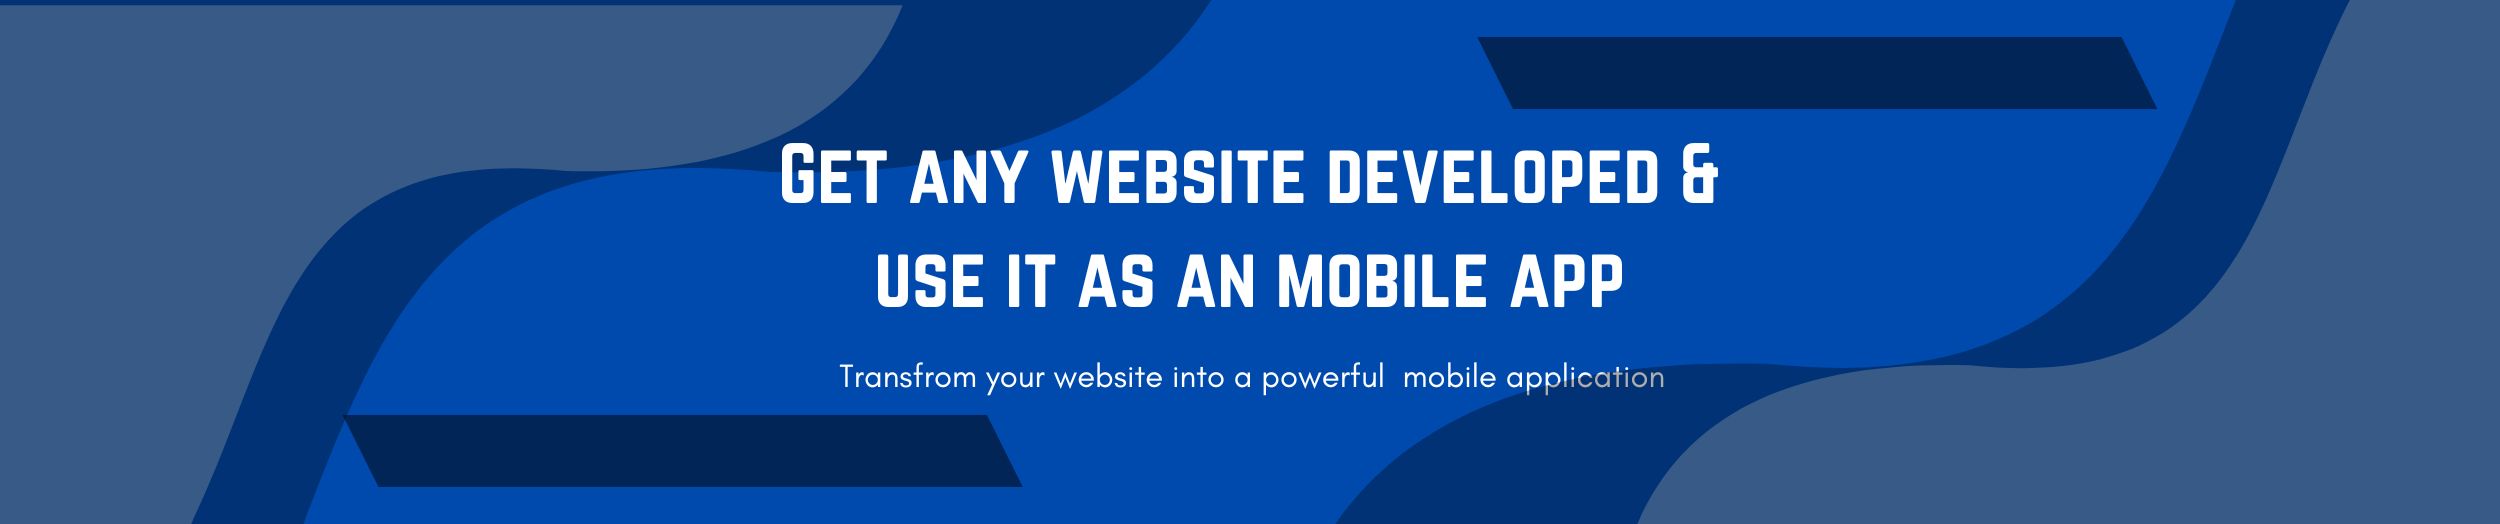 Get any website developed &
use it as an Mobile app
Transfrom your website into a powerful mobile application